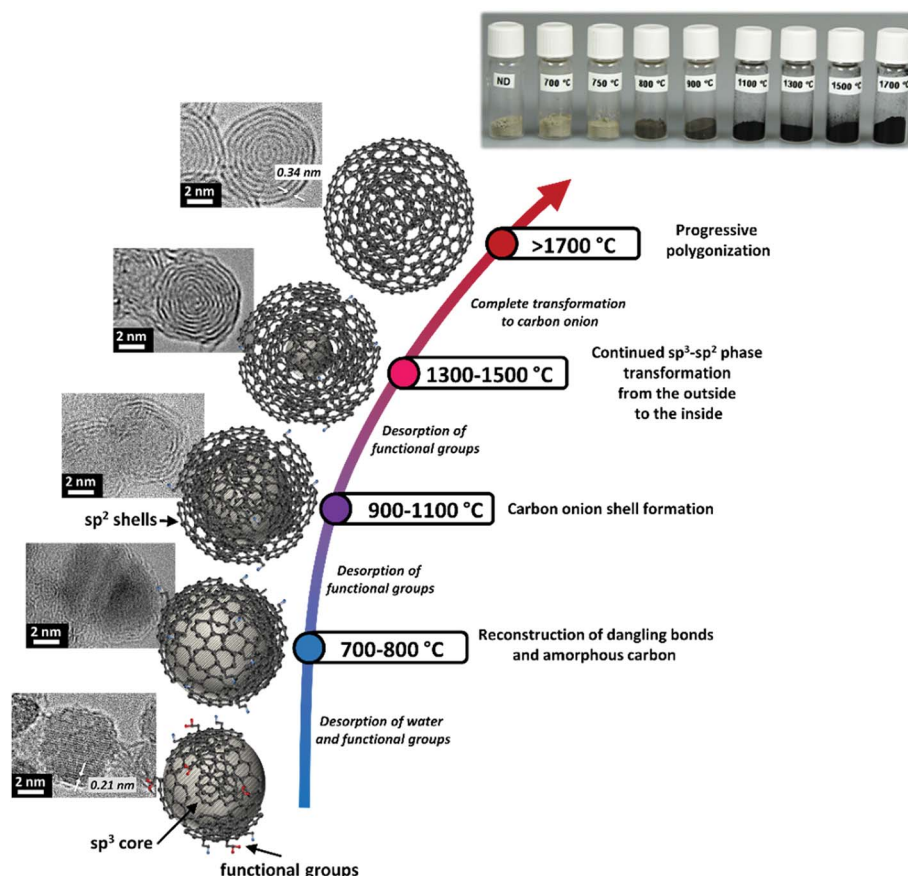 ND
700 °C
750 °C
800 °C
900 °C
1100 °C
1300 °C
1500 °C
1700 °C
0.34 nm
2 nm
>1700 °C
Progressive
polygonization
2 nm
Complete transformation
to carbon onion
1300-1500 °C
Continued sp³-sp² phase
transformation
from the outside
to the inside
Desorption of
functional groups
2 nm
sp² shells
900-1100 °C
Carbon onion shell formation
Desorption of
functional groups
2 nm
700-800 °C
Reconstruction of dangling bonds
and amorphous carbon
Desorption of water
and functional groups
2 nm
0.21 nm
sp³ core
functional groups